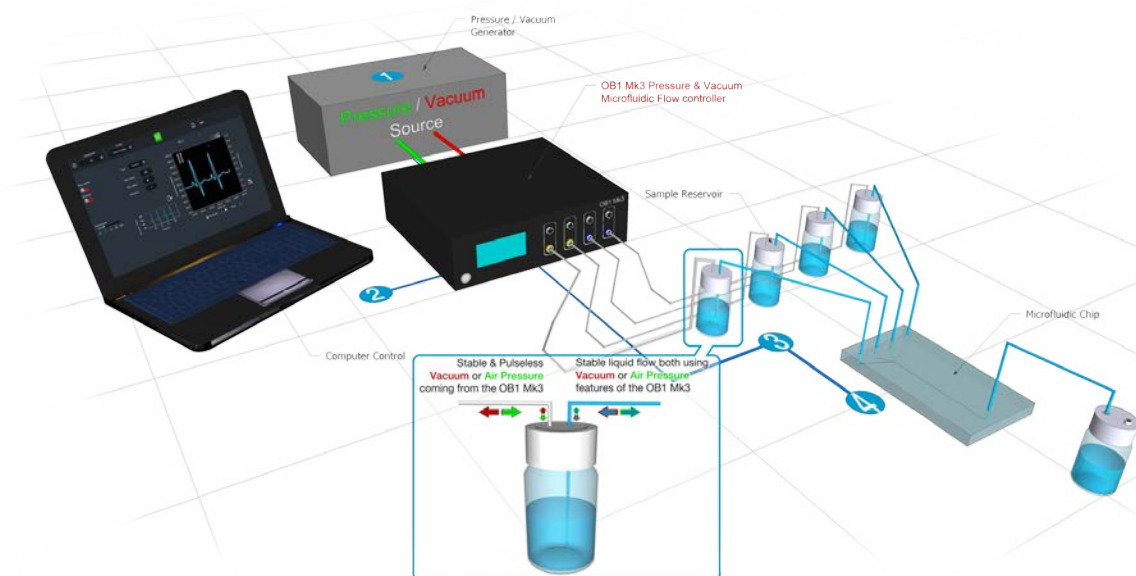 Pressure / Vacuum
Generator
1
Pressure / Vacuum
Source
OB1 Mk3 Pressure & Vacuum
Microfluidic Flow controller
OB1 Mk3
Sample Reservoir
2
Microfluidic Chip
3
Computer Control
4
Stable & Pulseless
Vacuum or Air Pressure
coming from the OB1 Mk3
Stable liquid flow both using
Vacuum or Air Pressure
features of the OB1 Mk3